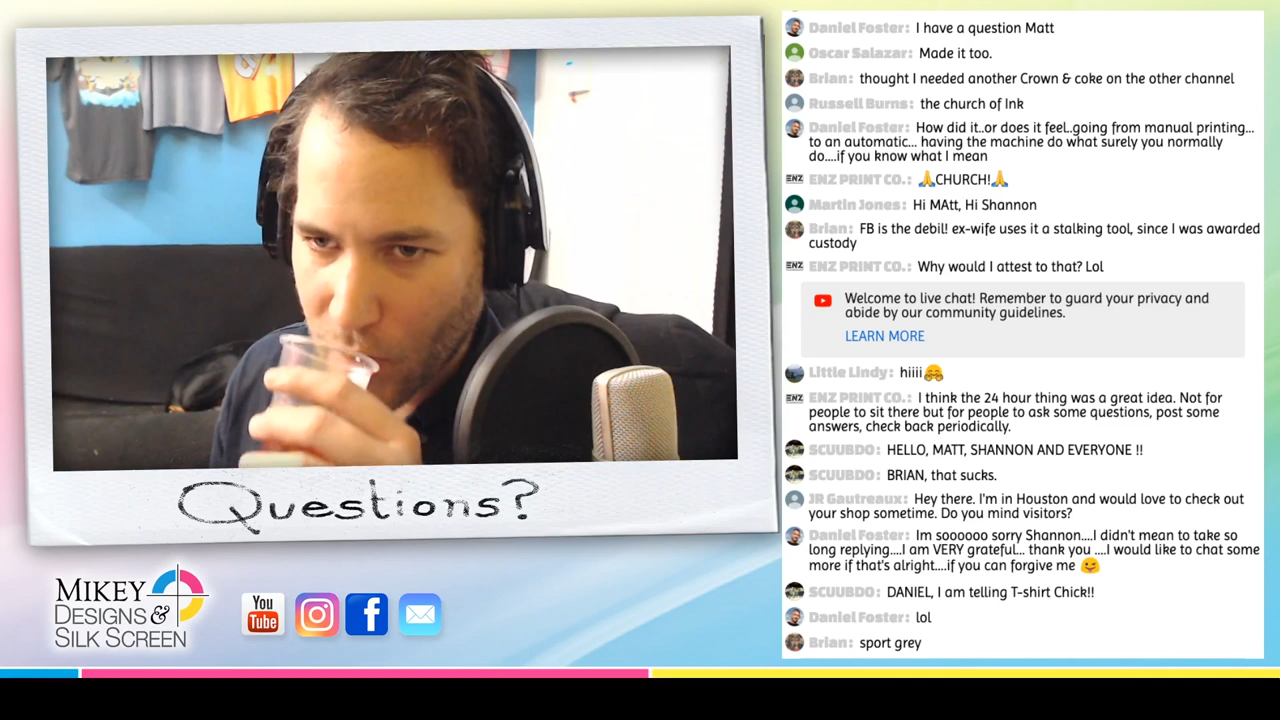 Questions?
MIKEY
DESIGNS &
SILK SCREEN
You
Tube
Daniel Foster: I have a question Matt
Oscar Salazar: Made it too.
Brian: thought I needed another Crown & coke on the other channel
Russell Burns: the church of Ink
Daniel Foster: How did it..or does it feel..going from manual printing...
to an automatic... having the machine do what surely you normally
do....if you know what I mean
ENZ ENZ PRINT CO.: 🙏CHURCH!🙏
Martin Jones: Hi MAtt, Hi Shannon
Brian: FB is the debil! ex-wife uses it a stalking tool, since I was awarded
custody
ENZ ENZ PRINT CO.: Why would I attest to that? Lol
Welcome to live chat! Remember to guard your privacy and
abide by our community guidelines.
LEARN MORE
Little Lindy: hiiii🤗
ENZ ENZ PRINT CO.: I think the 24 hour thing was a great idea. Not for
people to sit there but for people to ask some questions, post some
answers, check back periodically.
SCUUBDO: HELLO, MATT, SHANNON AND EVERYONE !!
SCUUBDO: BRIAN, that sucks.
JR Gautreaux: Hey there. I'm in Houston and would love to check out
your shop sometime. Do you mind visitors?
Daniel Foster: Im soooooo sorry Shannon....I didn't mean to take so
long replying....I am VERY grateful... thank you ....I would like to chat some
more if that's alright....if you can forgive me 😜
SCUUBDO: DANIEL, I am telling T-shirt Chick!!
Daniel Foster: lol
Brian: sport grey